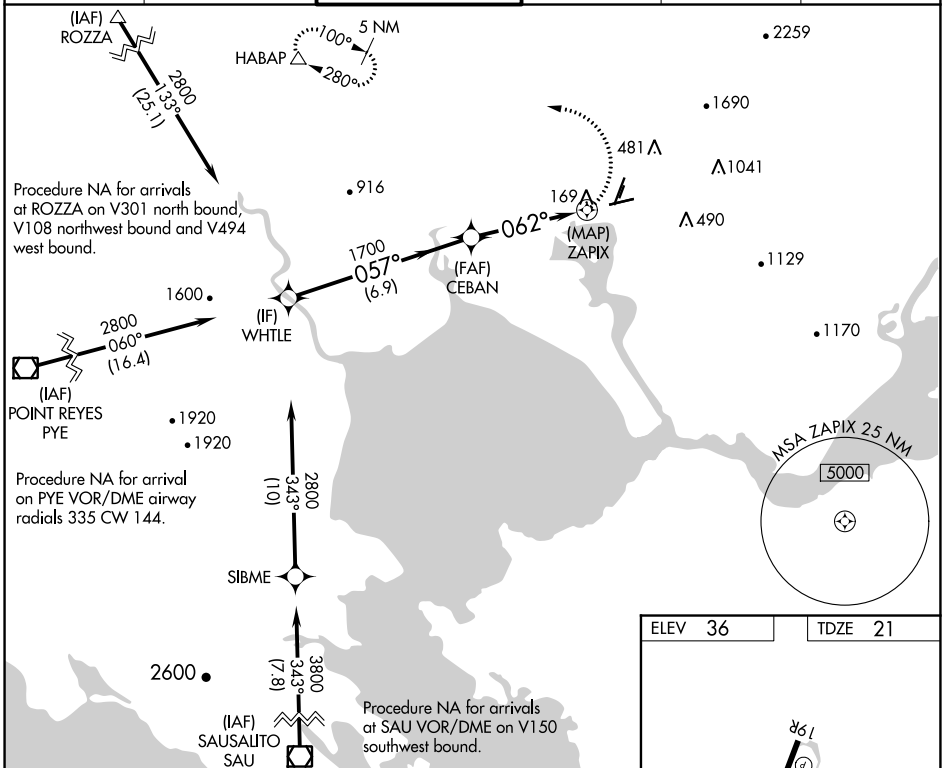 (IAF)
ROZZA
5 NM
HABAP
100°
280°
2259
2800
133°
(25.1)
1690
481
1041
Procedure NA for arrivals
at ROZZA on V301 north bound,
V108 northwest bound and V494
west bound.
916
169
490
062°
(MAP)
ZAPIX
1700
057°
(6.9)
(FAF)
CEBAN
1129
1600
(IF)
WHTLE
2800
060°
(16.4)
1170
(IAF)
POINT REYES
PYE
1920
1920
MSA ZAPIX 25 NM
5000
Procedure NA for arrival
on PYE VOR/DME airway
radials 335 CW 144.
2800
343°
(10)
SIBME
ELEV 36
TDZE 21
2600
3800
343°
(7.8)
Procedure NA for arrivals
at SAU VOR/DME on V150
southwest bound.
(IAF)
SAUSALITO
SAU
19R
P